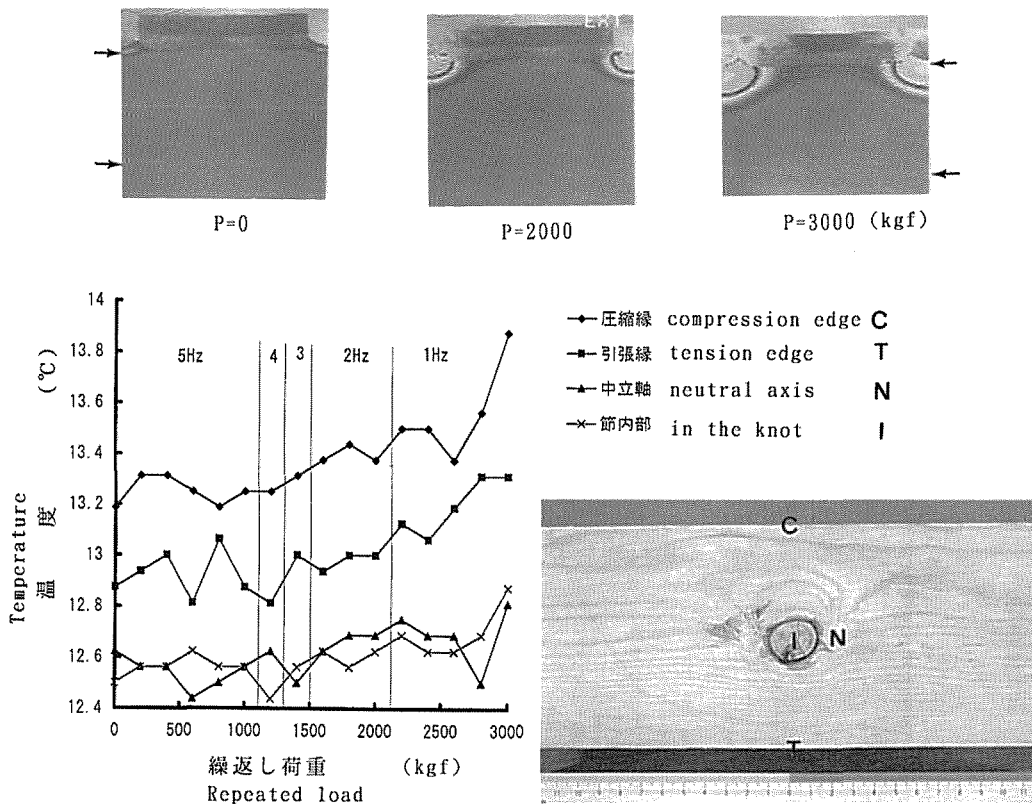 EXT
P=0
P=2000
P=3000 (kgf)
14
13.8
13.6
13.4
13.2
13
12.8
12.6
12.4
Temperature
温度
(℃)
5Hz
4
3
2Hz
1Hz
0
500
1000
1500
2000
2500
3000
繰返し荷重 (kgf)
Repeated load
圧縮縁 compression edge C
引張縁 tension edge T
中立軸 neutral axis N
節内部 in the knot I
C
I N
T